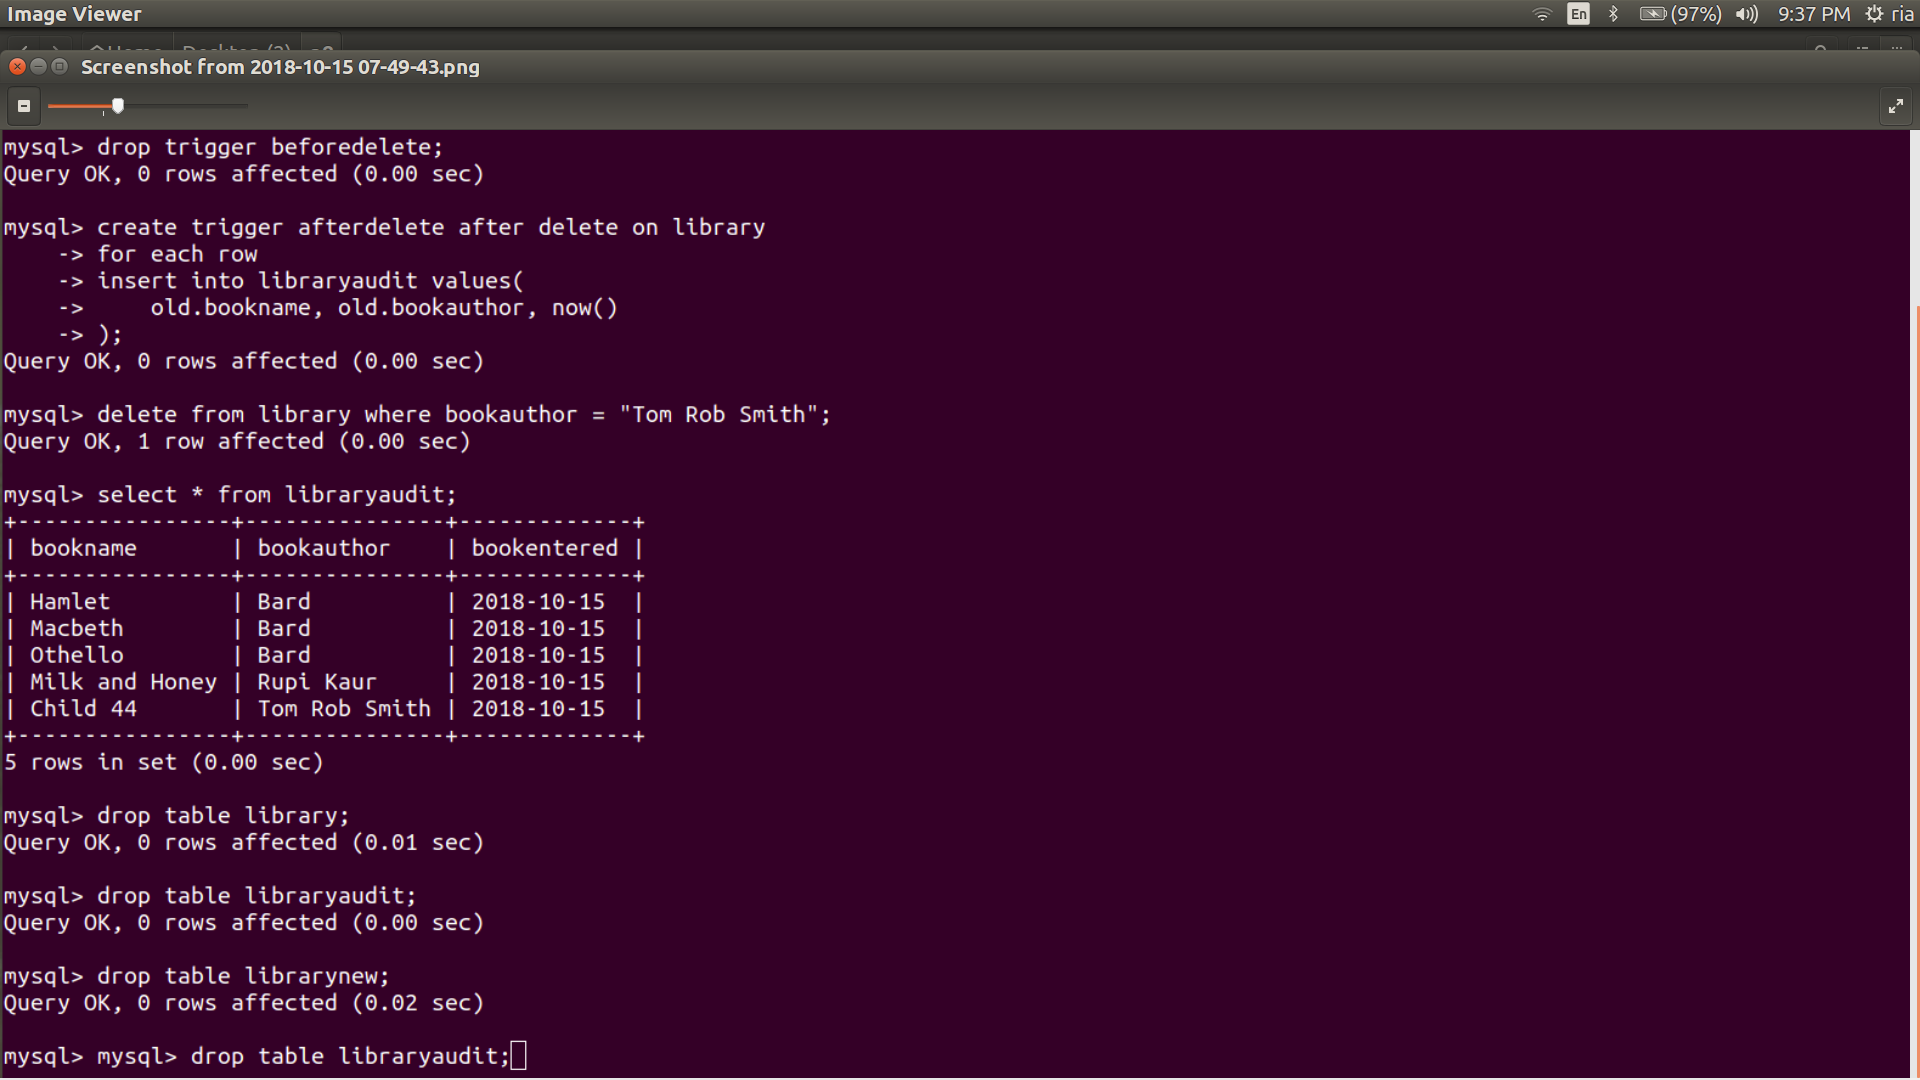 Image Viewer
En (97%) 9:37 PM ria
Screenshot from 2018-10-15 07-49-43.png
mysql> drop trigger beforedelete;
Query OK, 0 rows affected (0.00 sec)
mysql> create trigger afterdelete after delete on library
    -> for each row
    -> insert into libraryaudit values(
    ->     old.bookname, old.bookauthor, now()
    -> );
Query OK, 0 rows affected (0.00 sec)
mysql> delete from library where bookauthor = "Tom Rob Smith";
Query OK, 1 row affected (0.00 sec)
mysql> select * from libraryaudit;
+----------------+---------------+-------------+
| bookname       | bookauthor    | bookentered |
+----------------+---------------+-------------+
| Hamlet         | Bard          | 2018-10-15  |
| Macbeth        | Bard          | 2018-10-15  |
| Othello        | Bard          | 2018-10-15  |
| Milk and Honey | Rupi Kaur     | 2018-10-15  |
| Child 44       | Tom Rob Smith | 2018-10-15  |
+----------------+---------------+-------------+
5 rows in set (0.00 sec)
mysql> drop table library;
Query OK, 0 rows affected (0.01 sec)
mysql> drop table libraryaudit;
Query OK, 0 rows affected (0.00 sec)
mysql> drop table librarynew;
Query OK, 0 rows affected (0.02 sec)
mysql> mysql> drop table libraryaudit;